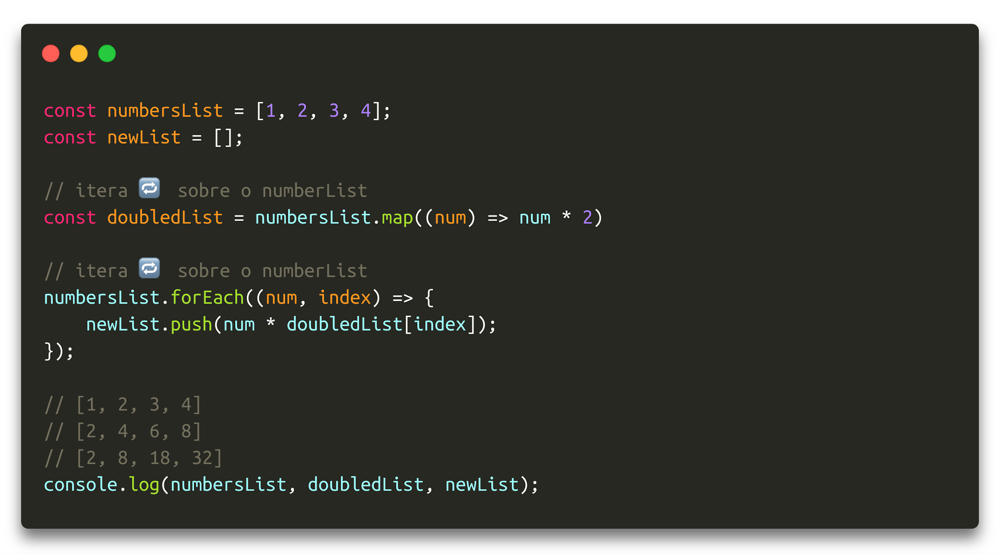 const numbersList = [1, 2, 3, 4];
const newList = [];
// itera 🔁 sobre o numberList
const doubledList = numbersList.map((num) => num * 2)
// itera 🔁 sobre o numberList
numbersList.forEach((num, index) => {
    newList.push(num * doubledList[index]);
});
// [1, 2, 3, 4]
// [2, 4, 6, 8]
// [2, 8, 18, 32]
console.log(numbersList, doubledList, newList);